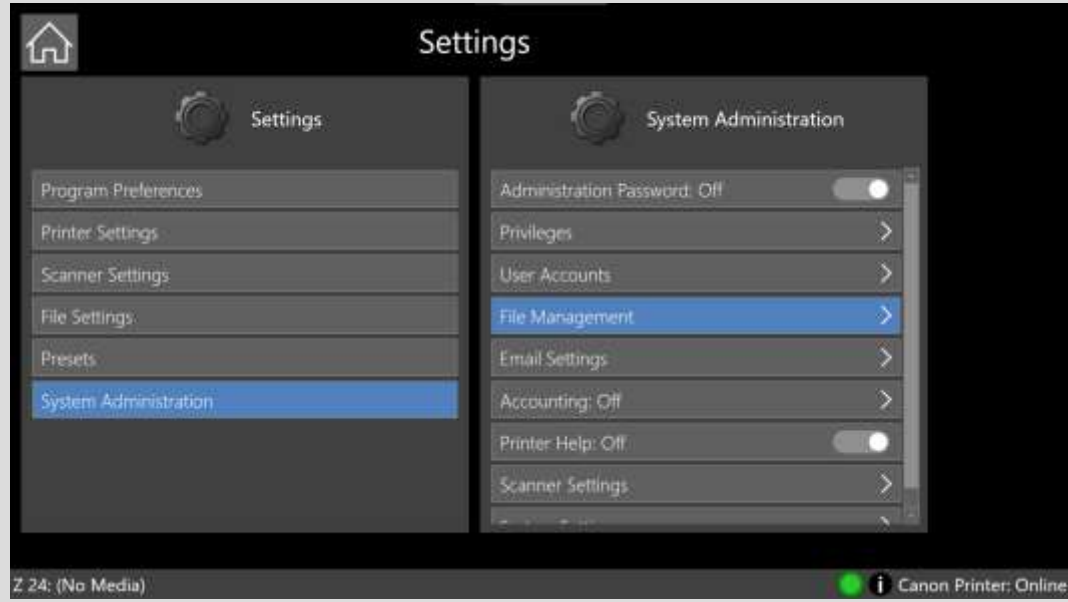 Settings
Settings
Program Preferences
Printer Settings
Scanner Settings
File Settings
Presets
System Administration
System Administration
Administration Password: Off
Privileges
User Accounts
File Management
Email Settings
Accounting: Off
Printer Help: Off
Scanner Settings
Z 24: (No Media)
Canon Printer: Online